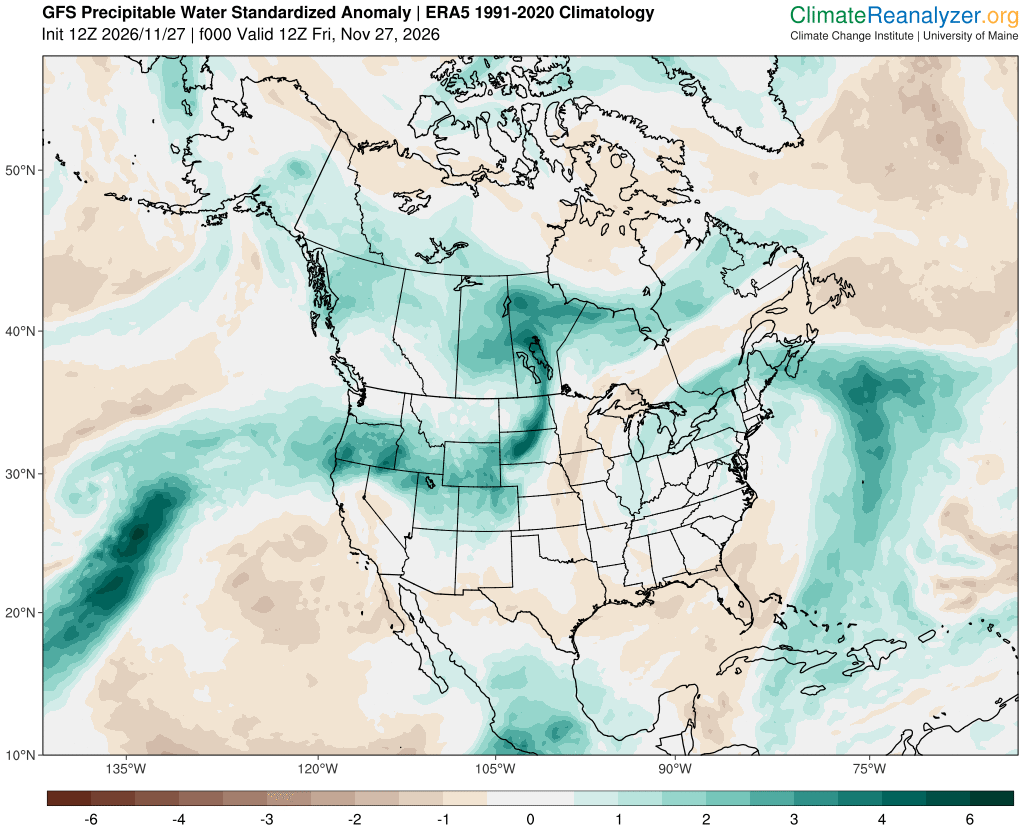 GFS Precipitable Water Standardized Anomaly | ERA5 1991-2020 Climatology
Init 12Z 2026/11/27 | f000 Valid 12Z Fri, Nov 27, 2026
ClimateReanalyzer.org
Climate Change Institute | University of Maine
50°N
40°N
30°N
20°N
10°N
135°W 120°W 105°W 90°W 75°W
-6 -5 -4 -3 -2 -1 0 1 2 3 4 5 6